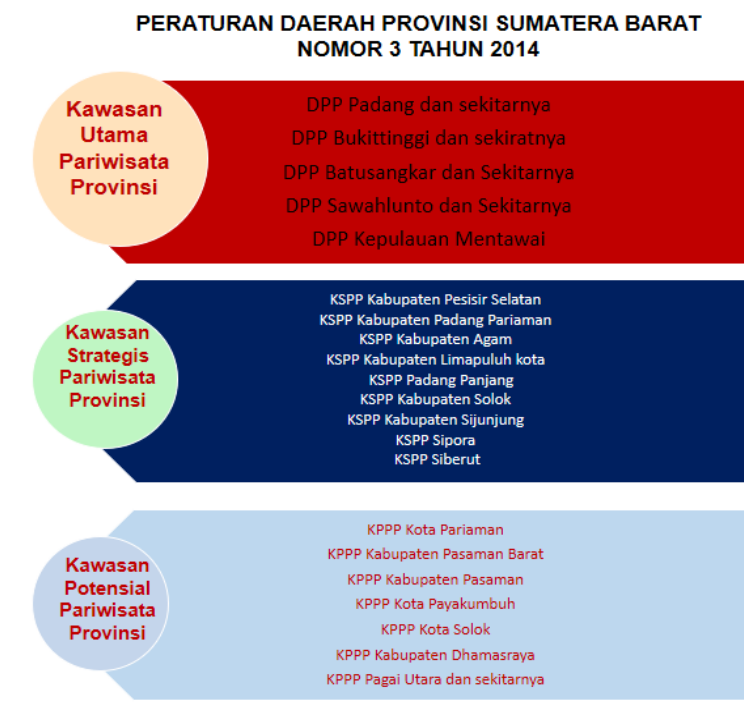 PERATURAN DAERAH PROVINSI SUMATERA BARAT
NOMOR 3 TAHUN 2014
Kawasan
Utama
Pariwisata
Provinsi
DPP Padang dan sekitarnya
DPP Bukittinggi dan sekiratnya
DPP Batusangkar dan Sekitarnya
DPP Sawahlunto dan Sekitarnya
DPP Kepulauan Mentawai
Kawasan
Strategis
Pariwisata
Provinsi
KSPP Kabupaten Pesisir Selatan
KSPP Kabupaten Padang Pariaman
KSPP Kabupaten Agam
KSPP Kabupaten Limapuluh kota
KSPP Padang Panjang
KSPP Kabupaten Solok
KSPP Kabupaten Sijunjung
KSPP Sipora
KSPP Siberut
Kawasan
Potensial
Pariwisata
Provinsi
KPPP Kota Pariaman
KPPP Kabupaten Pasaman Barat
KPPP Kabupaten Pasaman
KPPP Kota Payakumbuh
KPPP Kota Solok
KPPP Kabupaten Dhamasraya
KPPP Pagai Utara dan sekitarnya